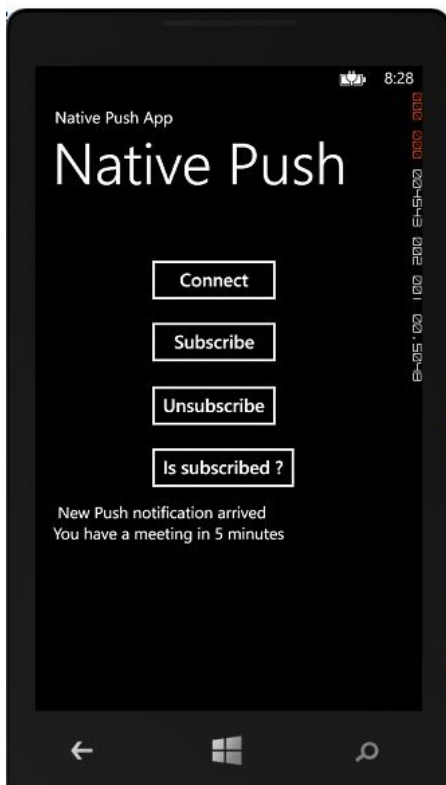 8:28
Native Push App
Native Push
Connect
Subscribe
Unsubscribe
Is subscribed ?
New Push notification arrived
You have a meeting in 5 minutes